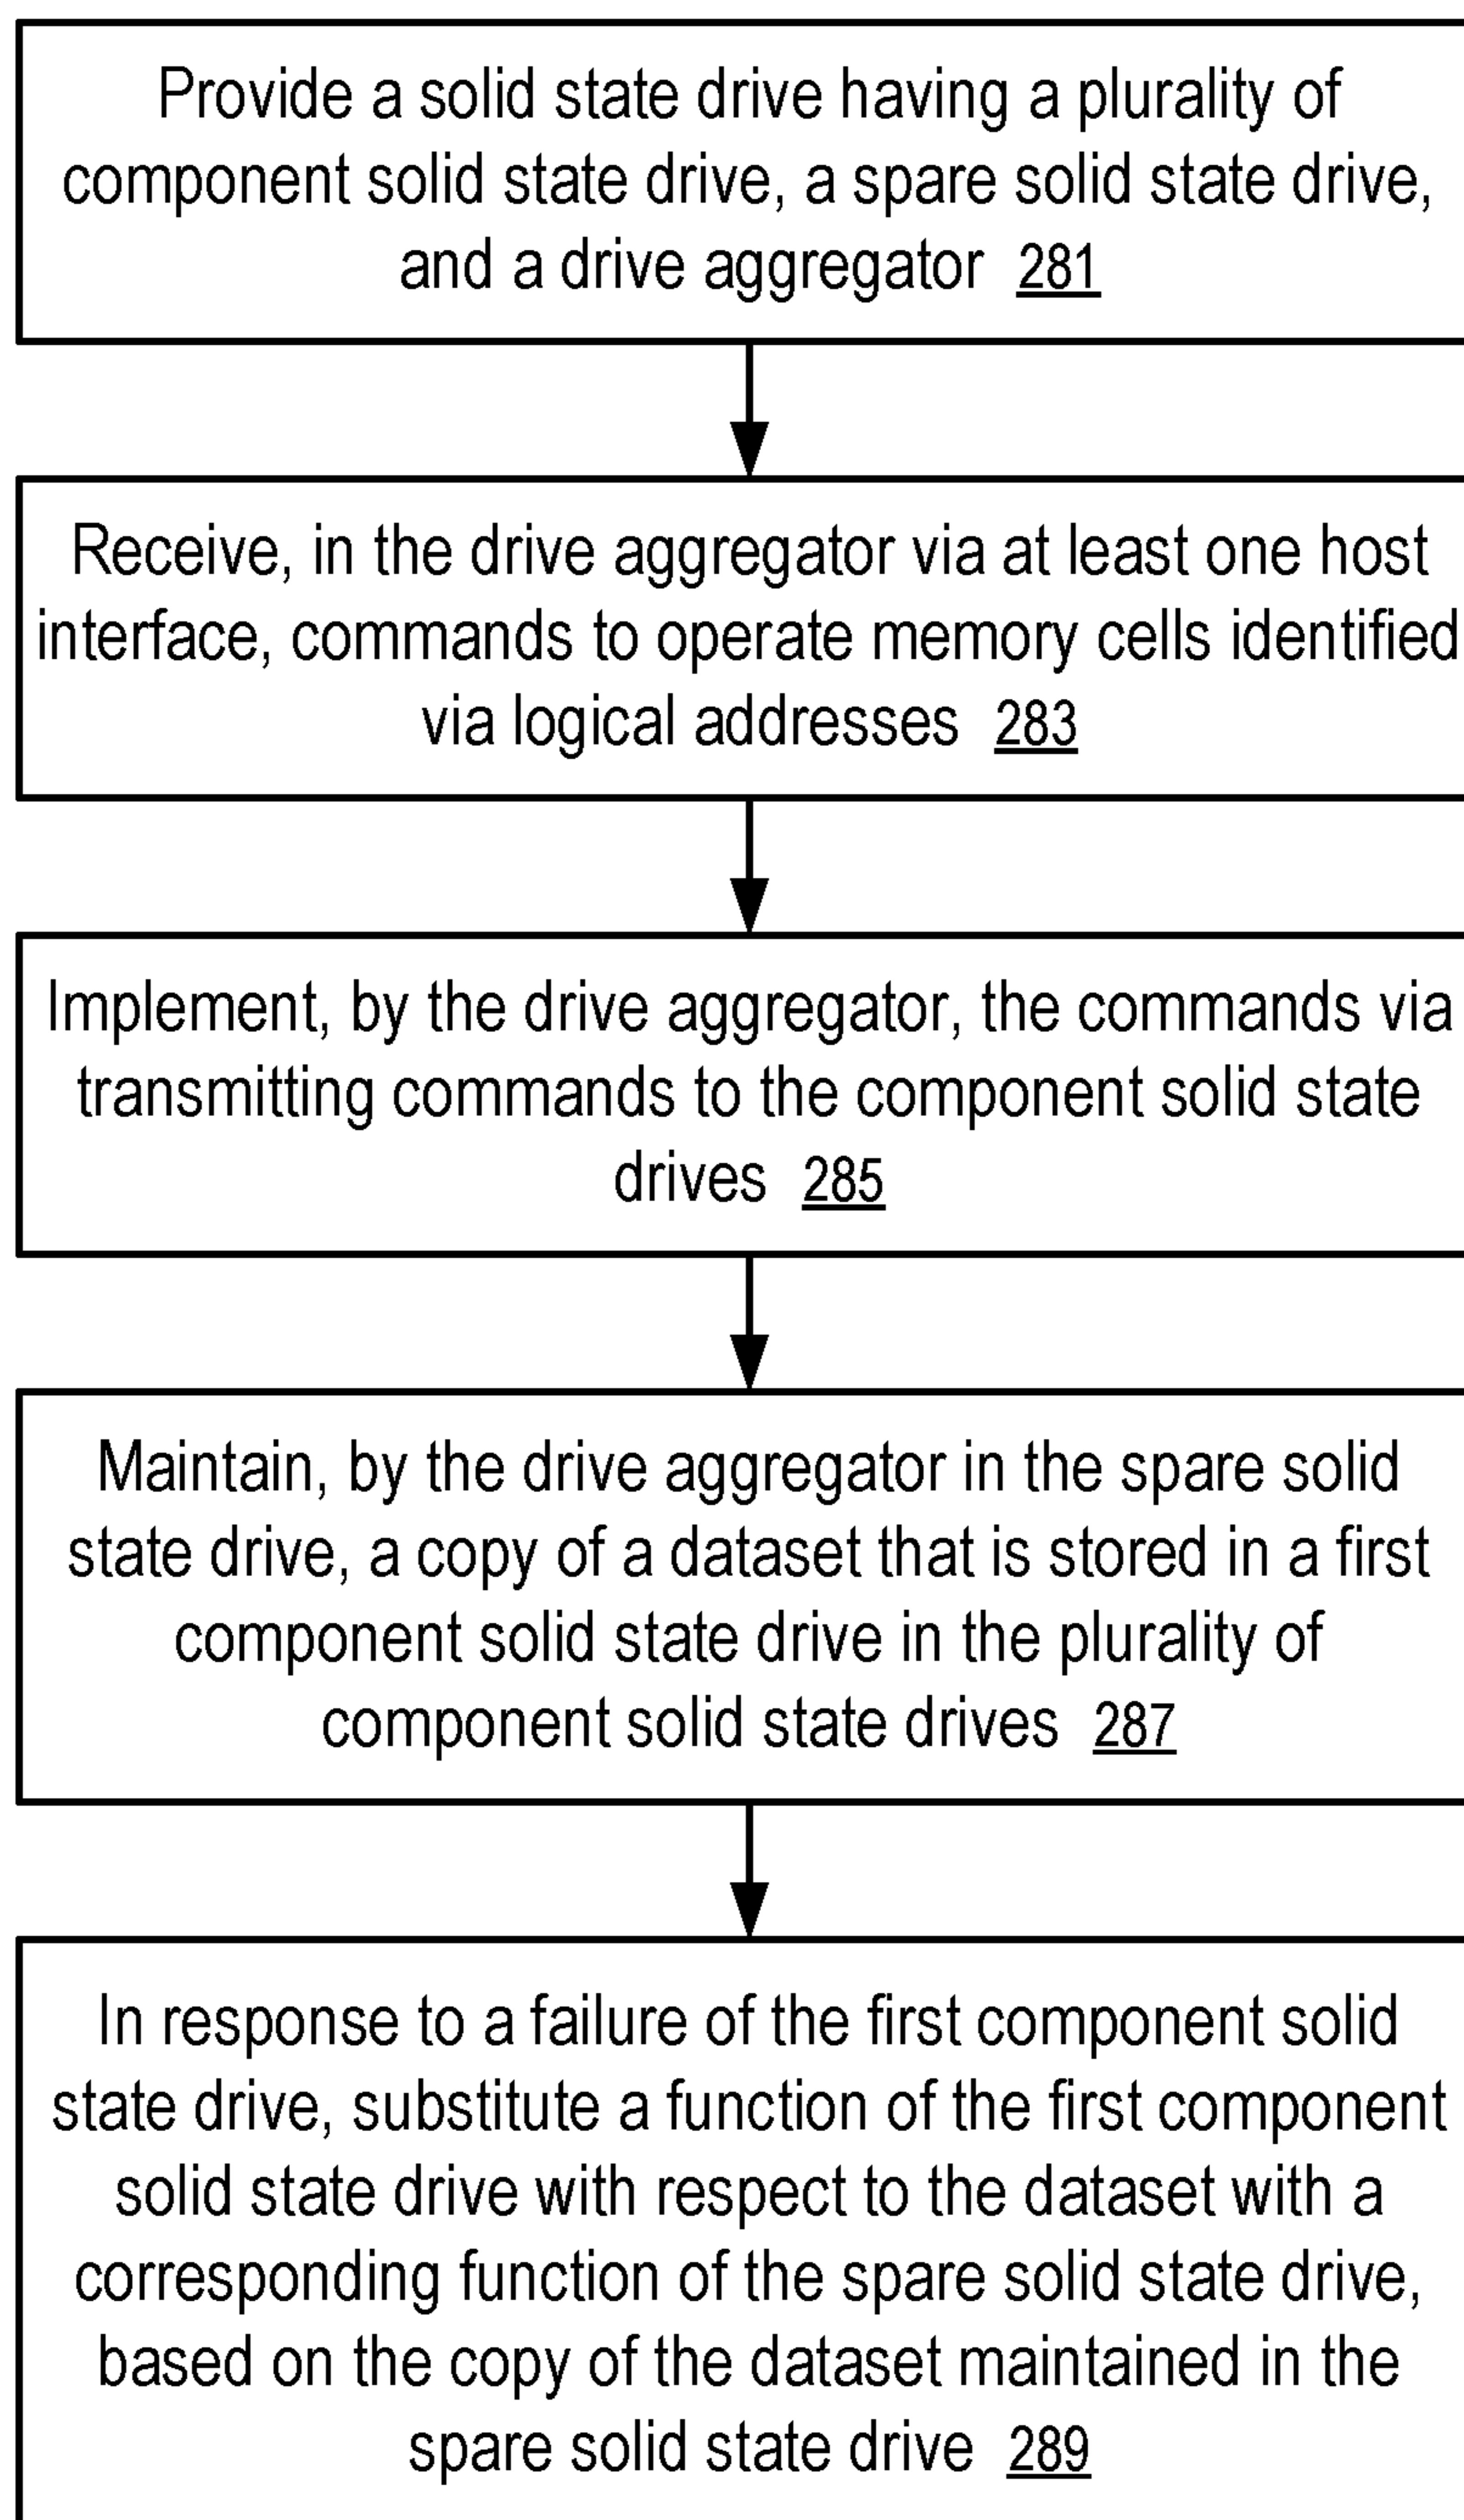 Provide a solid state drive having a plurality of
component solid state drive, a spare solid state drive,
and a drive aggregator 281
Receive, in the drive aggregator via at least one host
interface, commands to operate memory cells identified
via logical addresses 283
Implement, by the drive aggregator, the commands via
transmitting commands to the component solid state
drives 285
Maintain, by the drive aggregator in the spare solid
state drive, a copy of a dataset that is stored in a first
component solid state drive in the plurality of
component solid state drives 287
In response to a failure of the first component solid
state drive, substitute a function of the first component
solid state drive with respect to the dataset with a
corresponding function of the spare solid state drive,
based on the copy of the dataset maintained in the
spare solid state drive 289